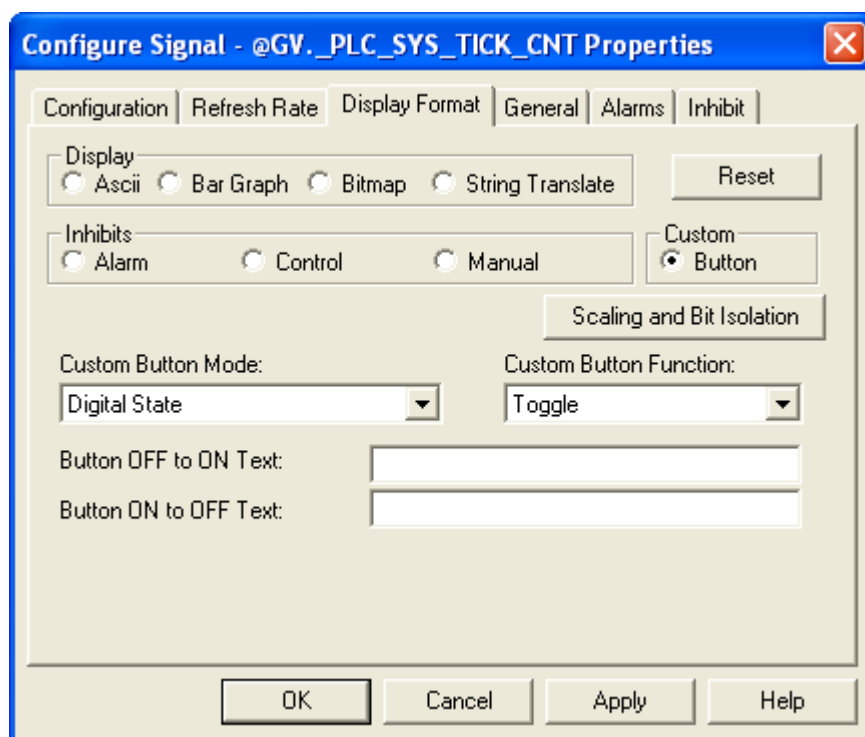 Configure Signal - @GV._PLC_SYS_TICK_CNT Properties
Configuration Refresh Rate Display Format General Alarms Inhibit
Display
Ascii Bar Graph Bitmap String Translate Reset
Inhibits Custom
Alarm Control Manual Button
Scaling and Bit Isolation
Custom Button Mode: Custom Button Function:
Digital State Toggle
Button OFF to ON Text:
Button ON to OFF Text:
OK Cancel Apply Help